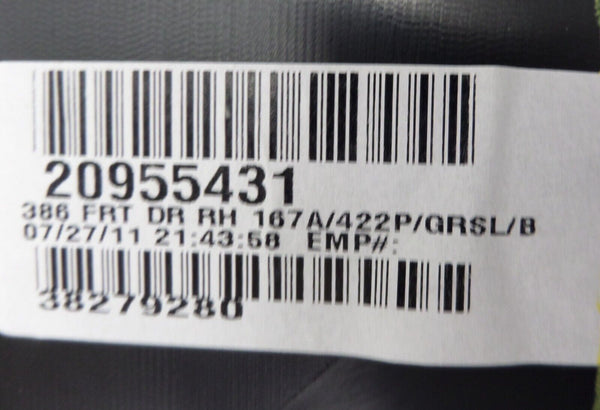 20955431
386 FRT DR RH 167A/422P/GRSL/B
07/27/11 21:43:58 EMP#:
38279280